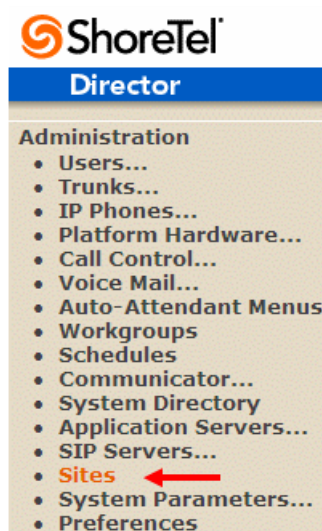 ShoreTel
Director
Administration
• Users...
• Trunks...
• IP Phones...
• Platform Hardware...
• Call Control...
• Voice Mail...
• Auto-Attendant Menus
• Workgroups
• Schedules
• Communicator...
• System Directory
• Application Servers...
• SIP Servers...
• Sites
• System Parameters...
• Preferences